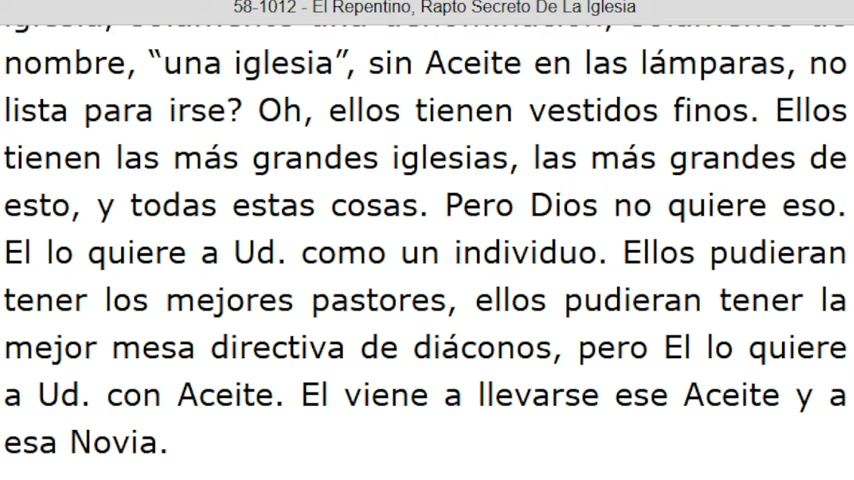 58-1012 - El Repentino, Rapto Secreto De La Iglesia
nombre, “una iglesia”, sin Aceite en las lámparas, no
lista para irse? Oh, ellos tienen vestidos finos. Ellos
tienen las más grandes iglesias, las más grandes de
esto, y todas estas cosas. Pero Dios no quiere eso.
El lo quiere a Ud. como un individuo. Ellos pudieran
tener los mejores pastores, ellos pudieran tener la
mejor mesa directiva de diáconos, pero El lo quiere
a Ud. con Aceite. El viene a llevarse ese Aceite y a
esa Novia.